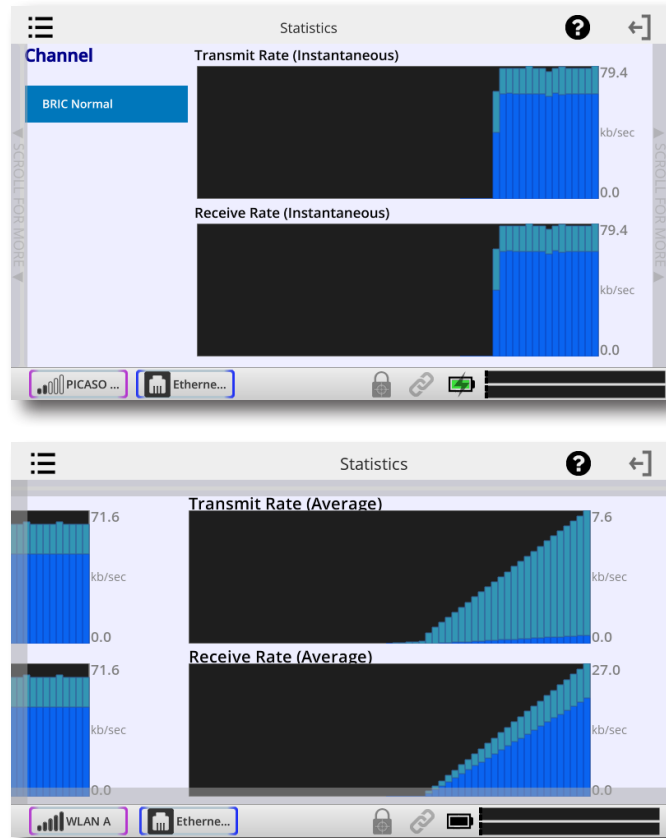 Statistics
Channel
BRIC Normal
Transmit Rate (Instantaneous)
79.4
kb/sec
0.0
Receive Rate (Instantaneous)
79.4
kb/sec
0.0
SCROLL FOR MORE
SCROLL FOR MORE
PICASO ...
Etherne...
Statistics
71.6
kb/sec
0.0
71.6
kb/sec
0.0
Transmit Rate (Average)
7.6
kb/sec
0.0
Receive Rate (Average)
27.0
kb/sec
0.0
WLAN A
Etherne...